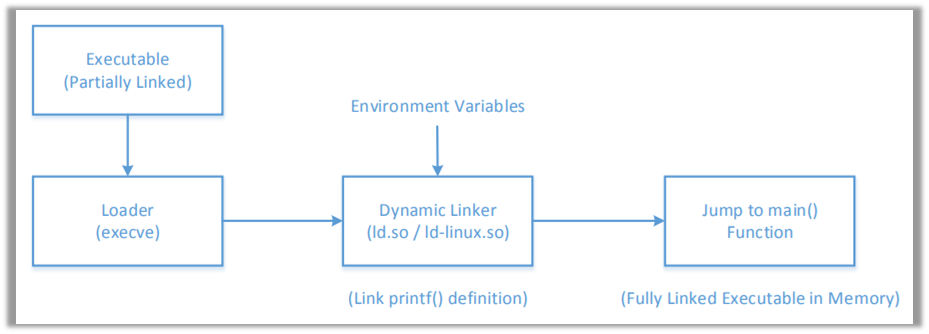 Executable
(Partially Linked)
Environment Variables
Loader
(execve)
Dynamic Linker
(ld.so / ld-linux.so)
Jump to main()
Function
(Link printf() definition)
(Fully Linked Executable in Memory)